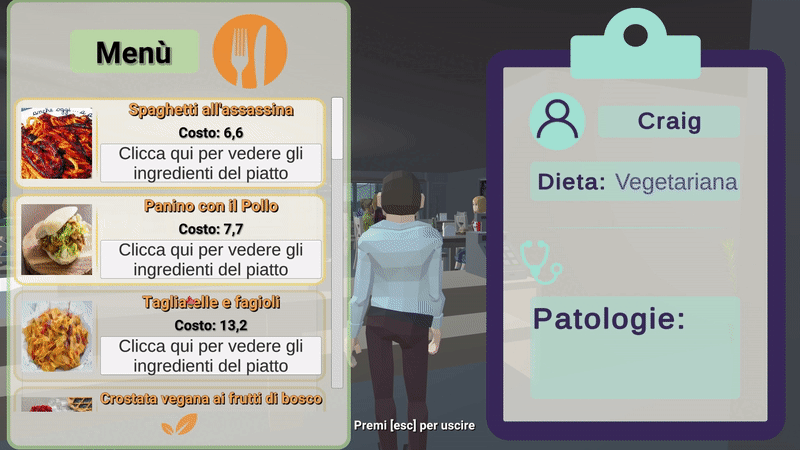 Menù
Spaghetti all'assassina
Costo: 6,6
Clicca qui per vedere gli
ingredienti del piatto
Panino con il Pollo
Costo: 7,7
Clicca qui per vedere gli
ingredienti del piatto
Tagliatelle e fagioli
Costo: 13,2
Clicca qui per vedere gli
ingredienti del piatto
Crostata vegana ai frutti di bosco
Premi [esc] per uscire
Craig
Dieta: Vegetariana
Patologie: